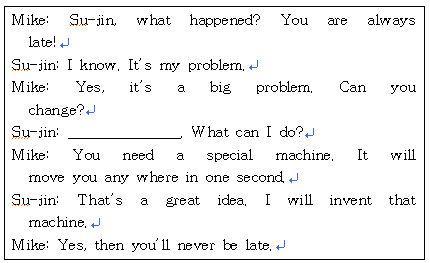 Mike: Su-jin, what happened? You are always
late!
Su-jin: I know. It's my problem.
Mike: Yes, it's a big problem. Can you
change?
Su-jin: ______________. What can I do?
Mike: You need a special machine. It will
move you any where in one second.
Su-jin: That's a great idea. I will invent that
machine.
Mike: Yes, then you'll never be late.